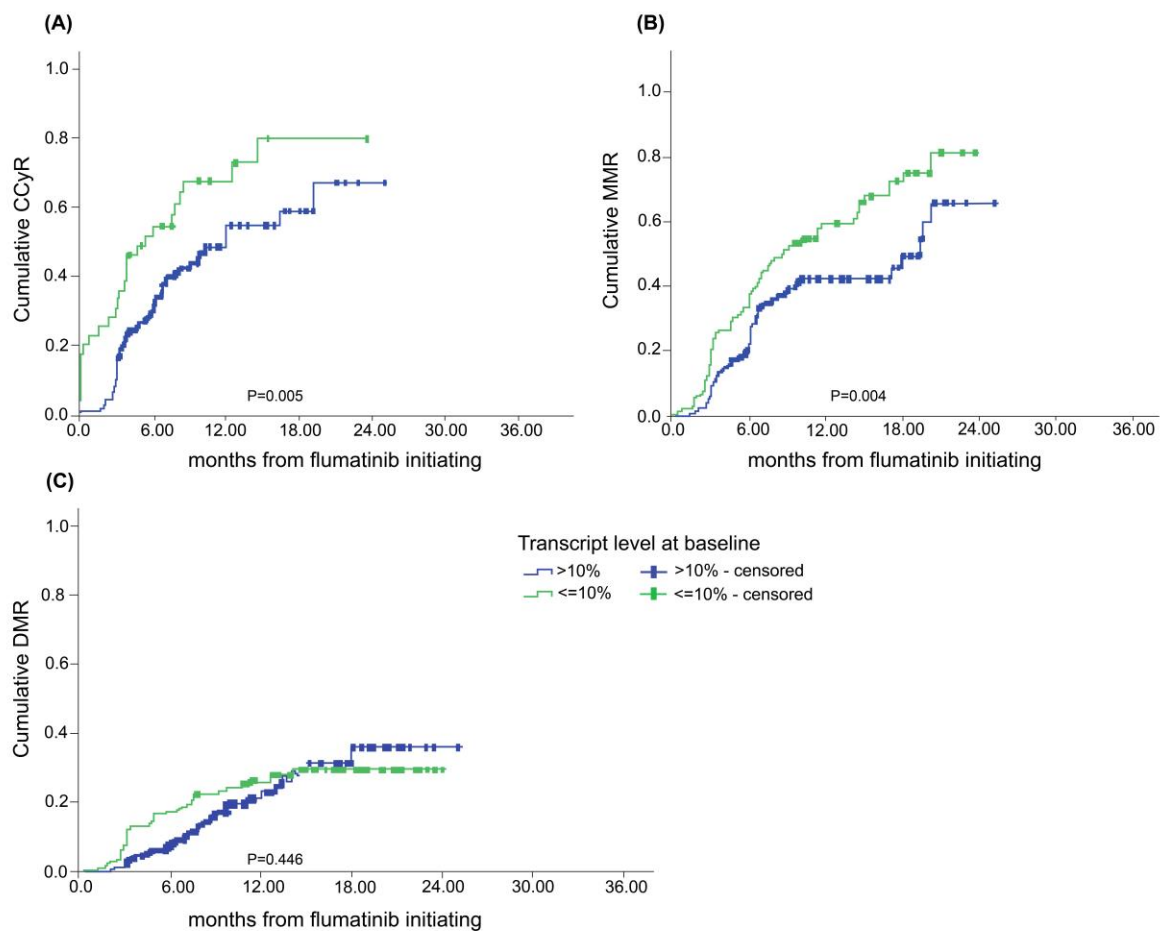 (A)
Cumulative CCyR
1.0
0.8
0.6
0.4
0.2
0.0
P=0.005
0.0 6.00 12.00 18.00 24.00 30.00 36.00
months from flumatinib initiating
(B)
Cumulative MMR
1.0
0.8
0.6
0.4
0.2
0.0
P=0.004
0.0 6.00 12.00 18.00 24.00 30.00 36.00
months from flumatinib initiating
(C)
Cumulative DMR
1.0
0.8
0.6
0.4
0.2
0.0
P=0.446
0.00 6.00 12.00 18.00 24.00 30.00 36.00
months from flumatinib initiating
Transcript level at baseline
>10% >10% - censored
<=10% <=10% - censored